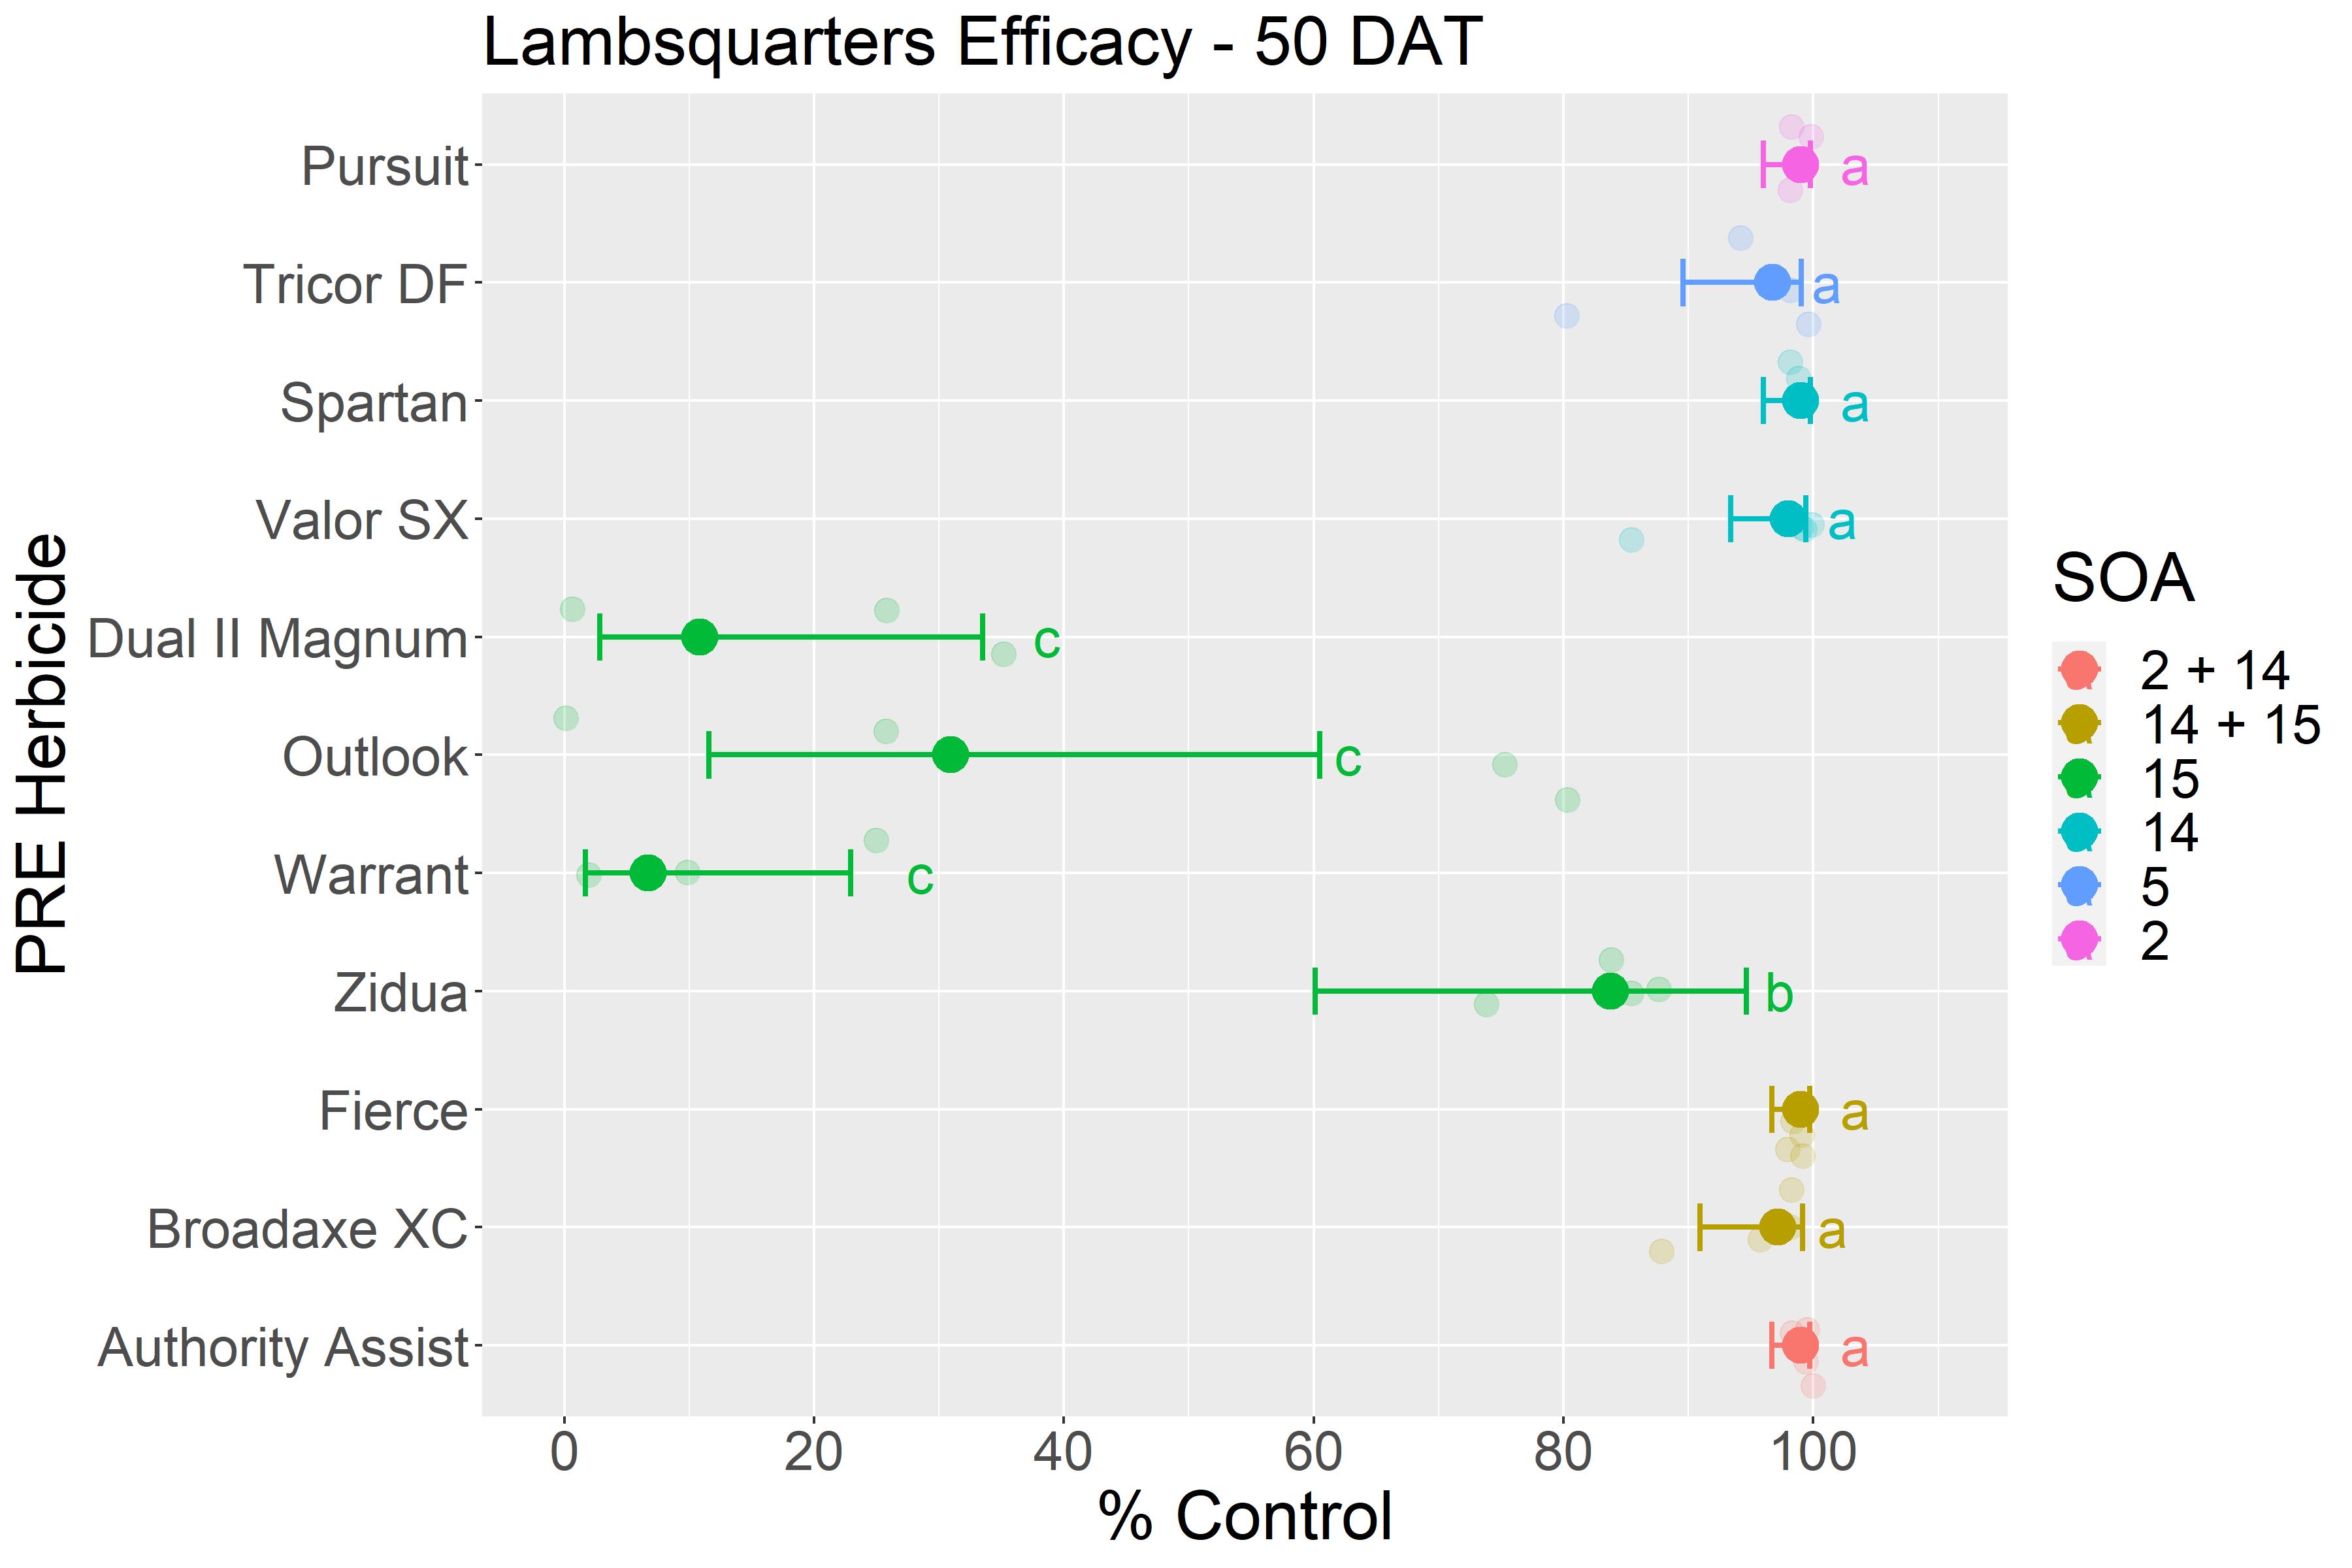 Lambsquarters Efficacy - 50 DAT
PRE Herbicide
Pursuit
a
Tricor DF
a
Spartan
a
Valor SX
a
Dual II Magnum
c
Outlook
c
Warrant
c
Zidua
b
Fierce
a
Broadaxe XC
a
Authority Assist
a
0 20 40 60 80 100
% Control
SOA
2 + 14
14 + 15
15
14
5
2